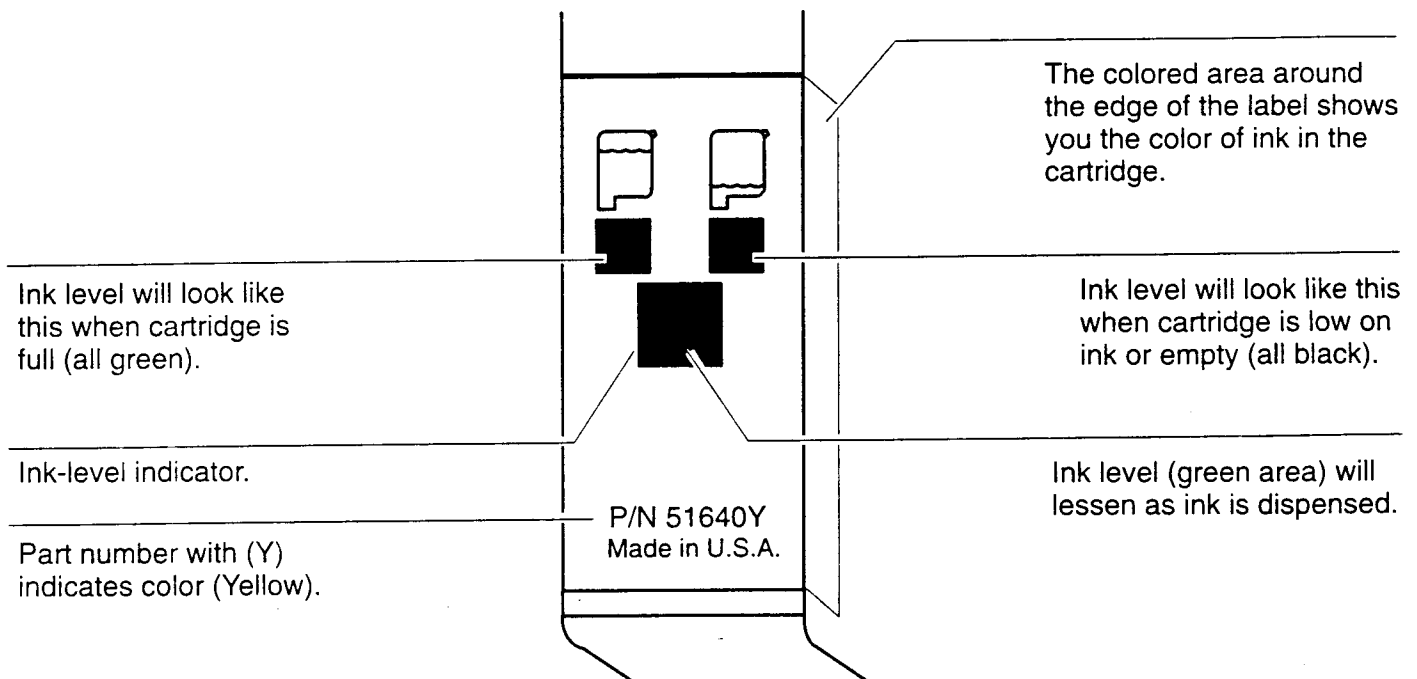 The colored area around
the edge of the label shows
you the color of ink in the
cartridge.
Ink level will look like
this when cartridge is
full (all green).
Ink level will look like this
when cartridge is low on
ink or empty (all black).
Ink-level indicator.
Ink level (green area) will
lessen as ink is dispensed.
P/N 51640Y
Made in U.S.A.
Part number with (Y)
indicates color (Yellow).